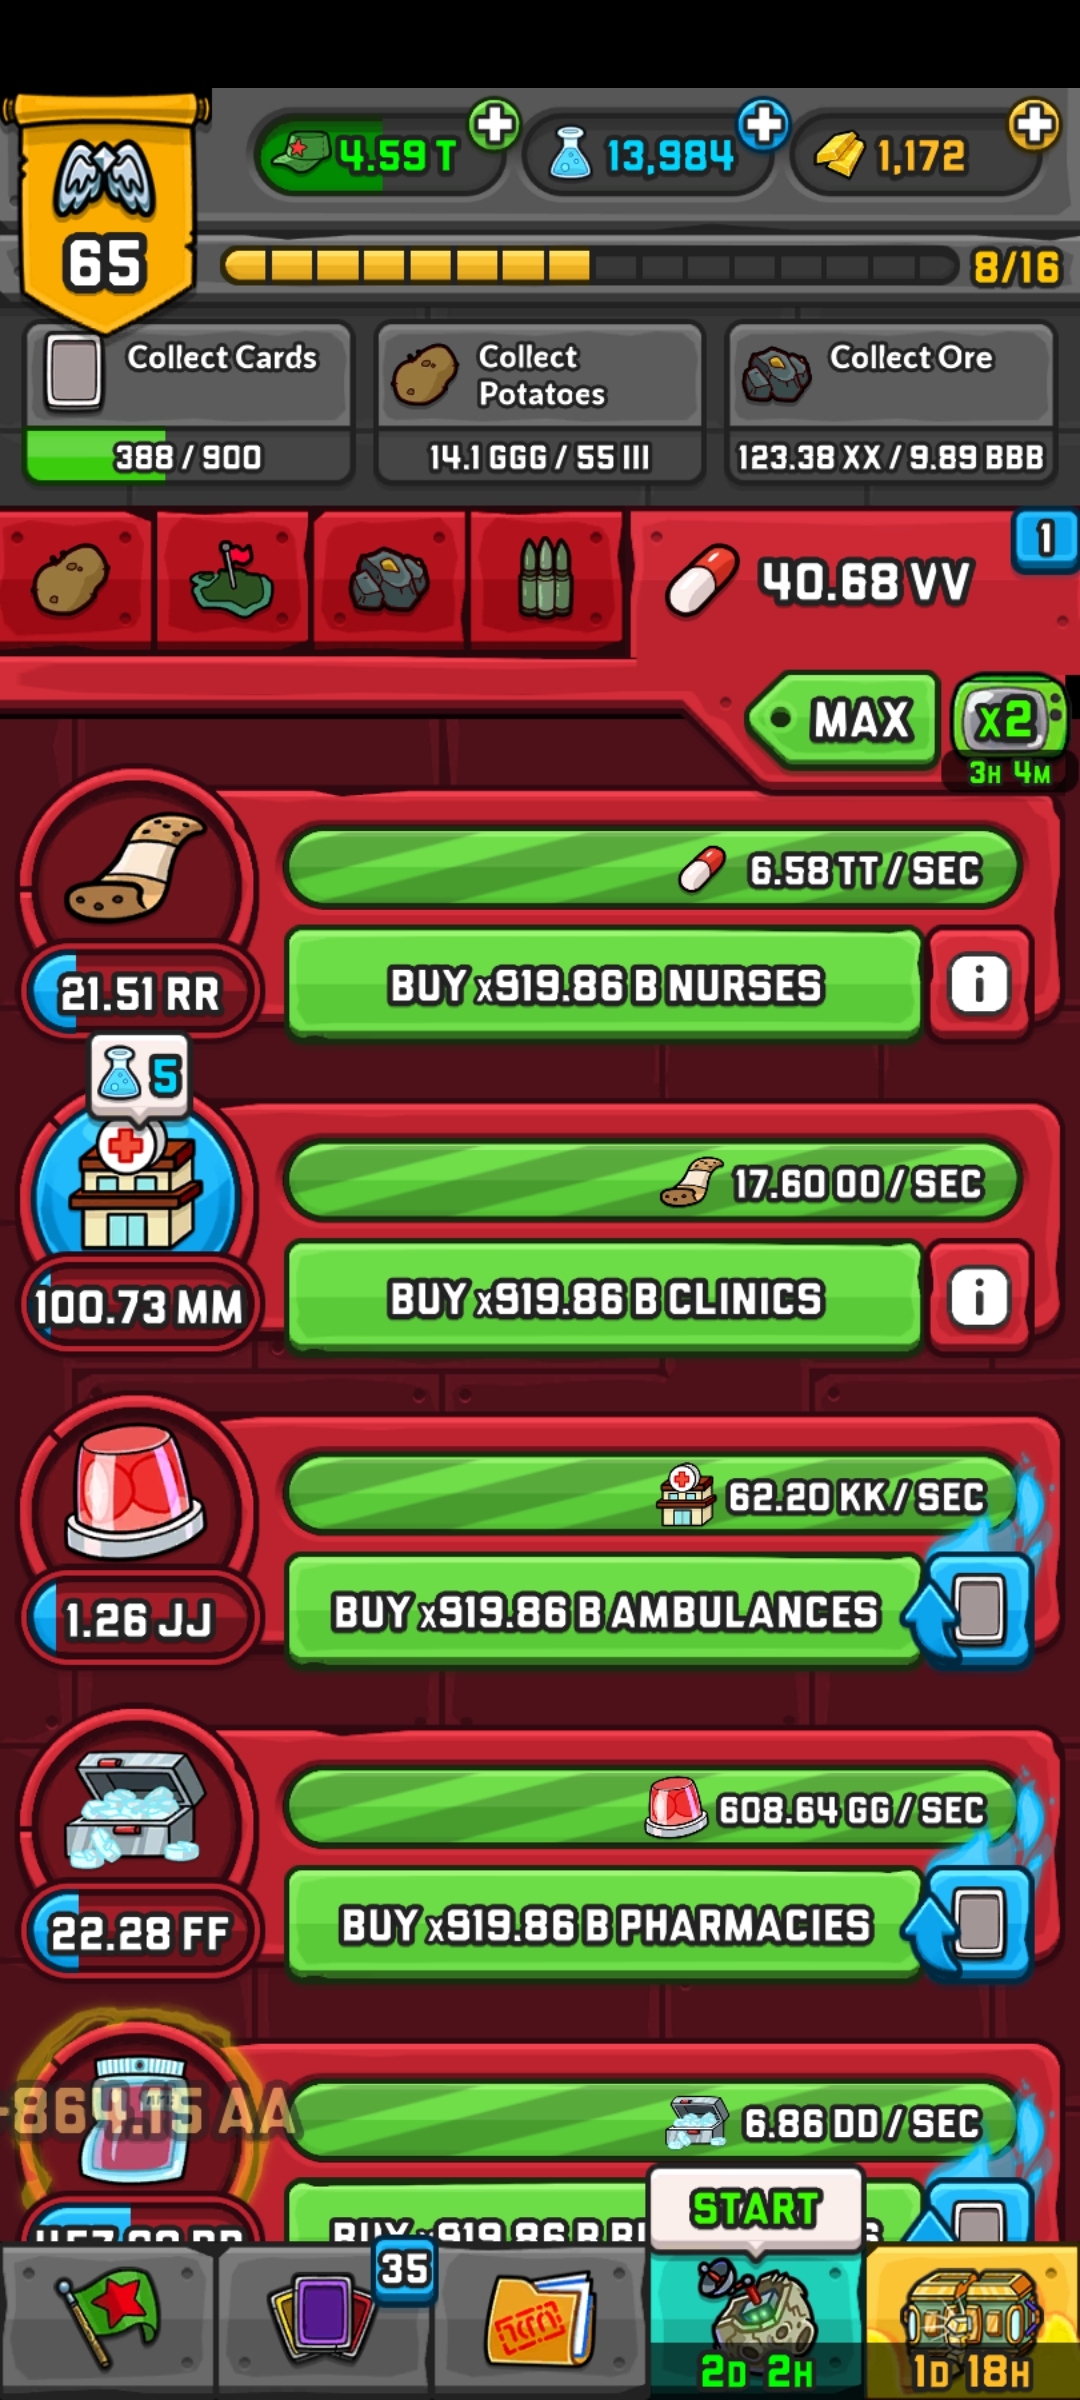 4.59 T
13,984
1,172
65
8/16
Collect Cards
388 / 900
Collect
Potatoes
14.1 GGG / 55 III
Collect Ore
123.38 XX / 9.89 BBB
40.68 VV
1
MAX
x2
3H 4M
6.58 TT / SEC
21.51 RR
BUY x919.86 B NURSES
i
5
17.60 OO / SEC
100.73 MM
BUY x919.86 B CLINICS
i
62.20 KK / SEC
1.26 JJ
BUY x919.86 B AMBULANCES
608.64 GG / SEC
22.28 FF
BUY x919.86 B PHARMACIES
864.15 AA
6.86 DD / SEC
BUY x919.86 B
START
35
2D 2H
1D 18H